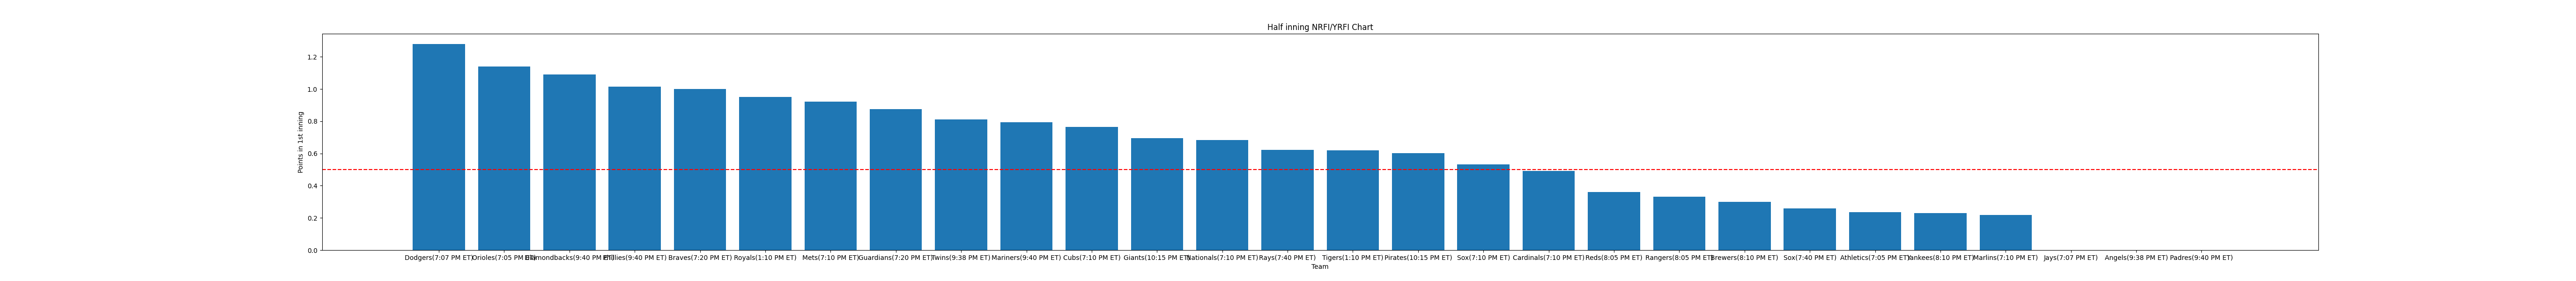 Half inning NRFI/YRFI Chart
Points in 1st inning
1.2
1.0
0.8
0.6
0.4
0.2
0.0
Dodgers(7:07 PM ET) Orioles(7:05 PM ET) Diamondbacks(9:40 PM ET) Phillies(9:40 PM ET) Braves(7:20 PM ET) Royals(1:10 PM ET) Mets(7:10 PM ET) Guardians(7:20 PM ET) Twins(9:38 PM ET) Mariners(9:40 PM ET) Cubs(7:10 PM ET) Giants(10:15 PM ET) Nationals(7:10 PM ET) Rays(7:40 PM ET) Tigers(1:10 PM ET) Pirates(10:15 PM ET) Sox(7:10 PM ET) Cardinals(7:10 PM ET) Reds(8:05 PM ET) Rangers(8:05 PM ET) Brewers(8:10 PM ET) Sox(7:40 PM ET) Athletics(7:05 PM ET) Yankees(8:10 PM ET) Marlins(7:10 PM ET) Jays(7:07 PM ET) Angels(9:38 PM ET) Padres(9:40 PM ET)
Team